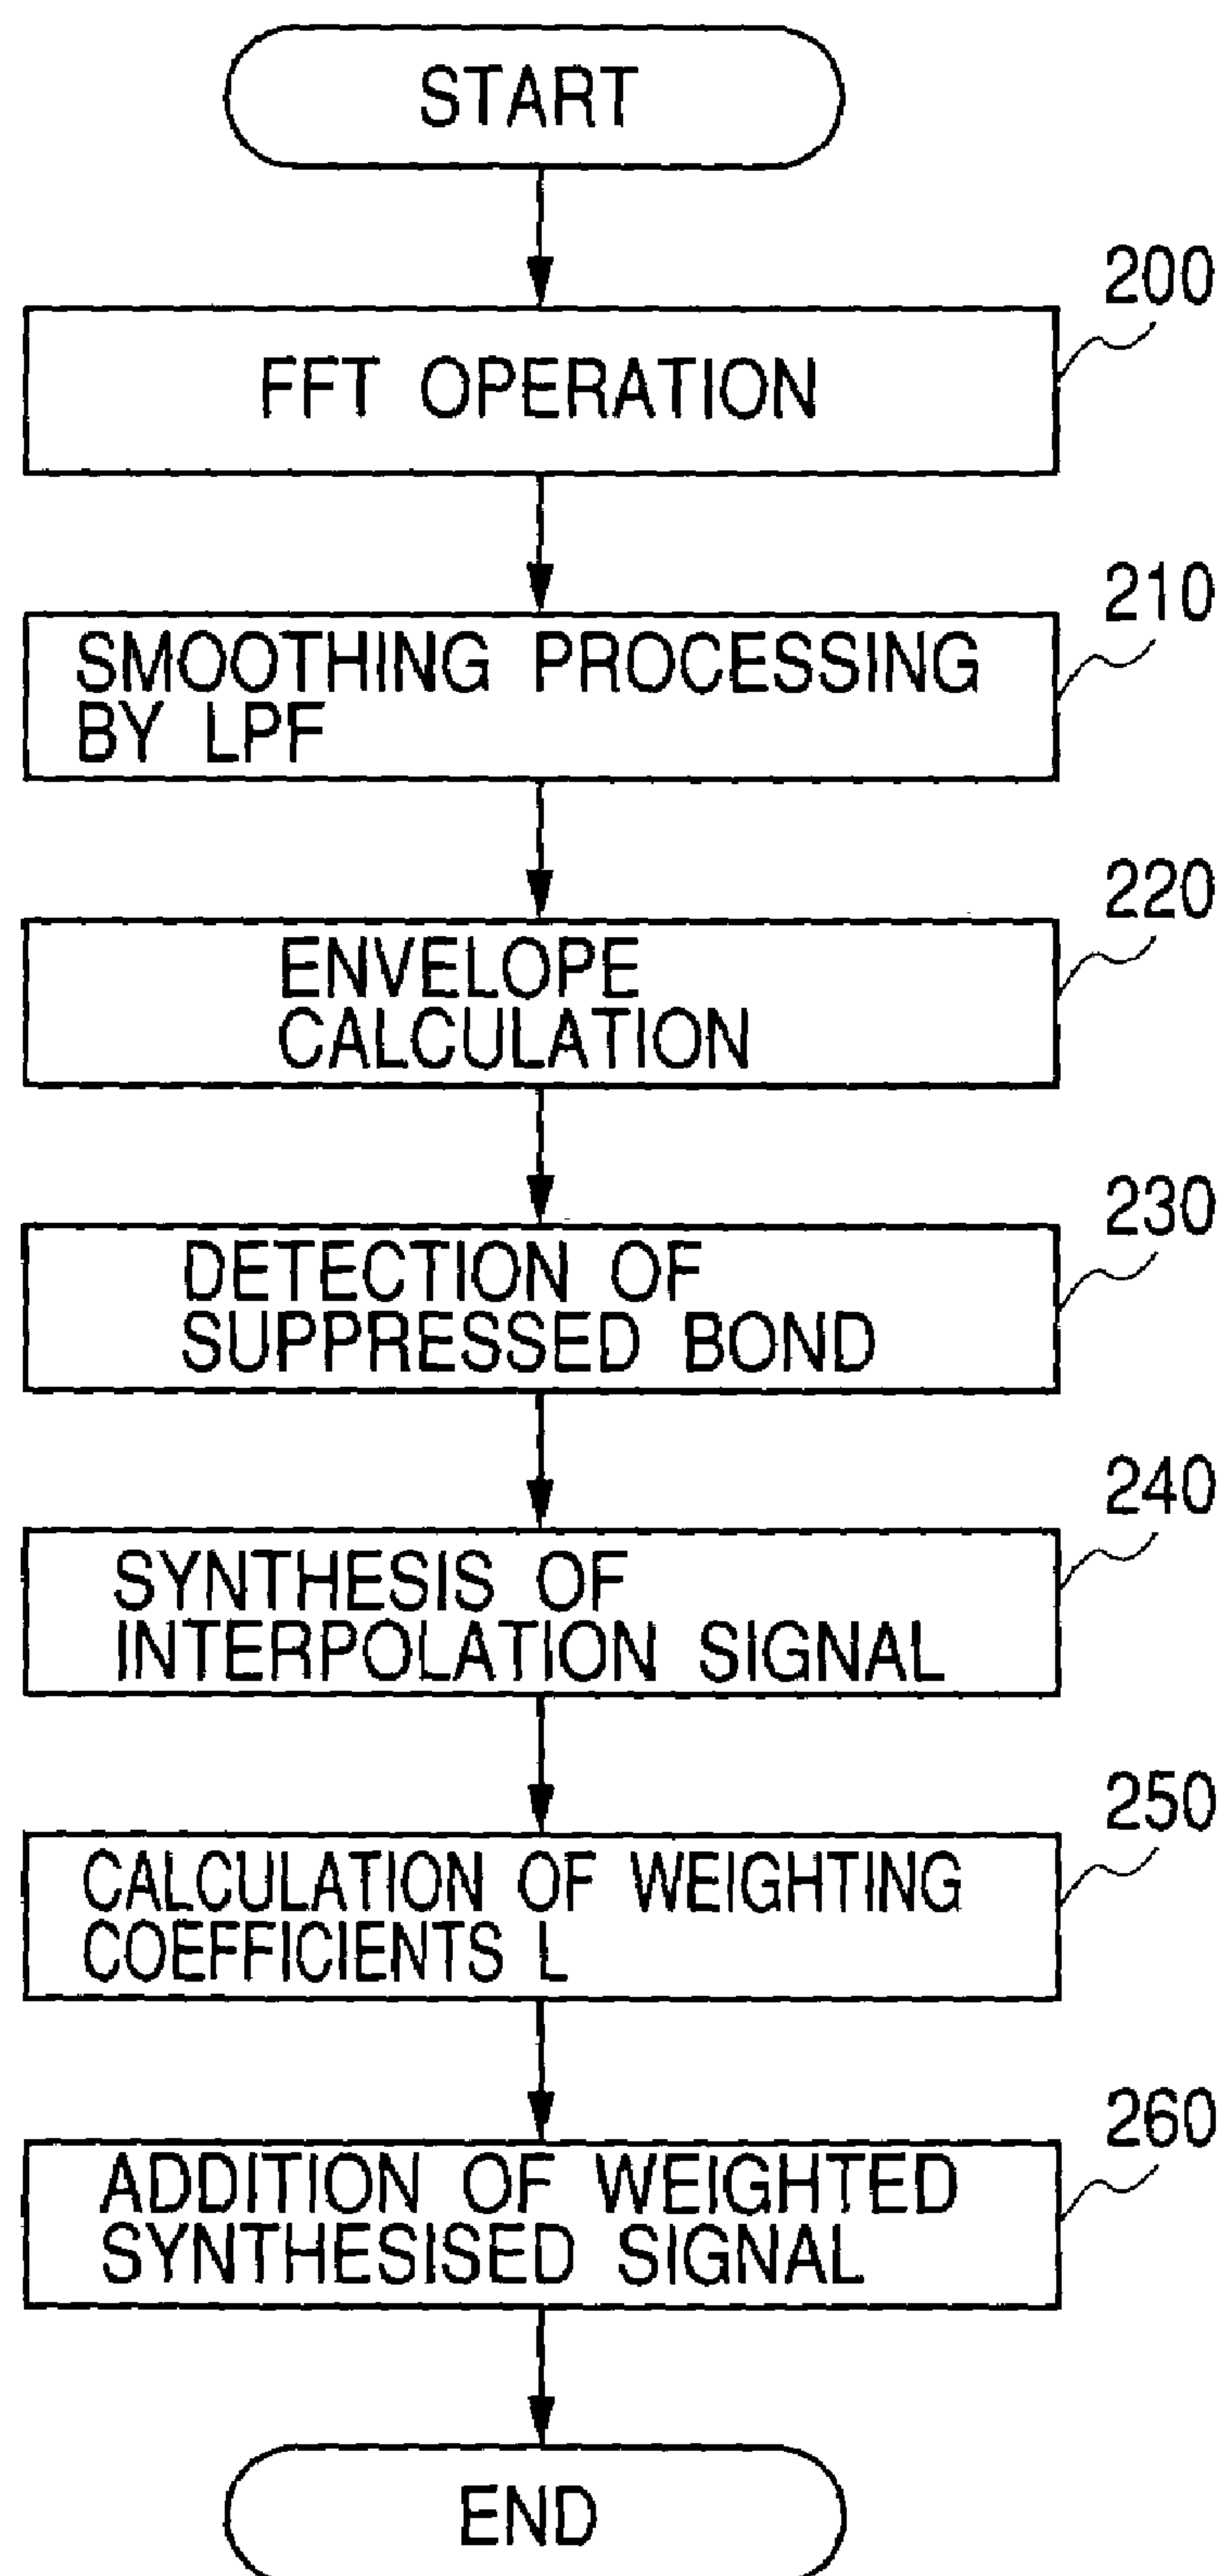 START
200
FFT OPERATION
210
SMOOTHING PROCESSING
BY LPF
220
ENVELOPE
CALCULATION
230
DETECTION OF
SUPPRESSED BOND
240
SYNTHESIS OF
INTERPOLATION SIGNAL
250
CALCULATION OF WEIGHTING
COEFFICIENTS L
260
ADDITION OF WEIGHTED
SYNTHESISED SIGNAL
END